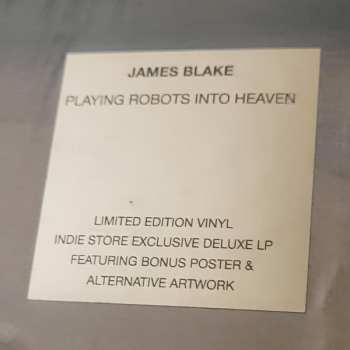 JAMES BLAKE
PLAYING ROBOTS INTO HEAVEN
LIMITED EDITION VINYL
INDIE STORE EXCLUSIVE DELUXE LP
FEATURING BONUS POSTER &
ALTERNATIVE ARTWORK